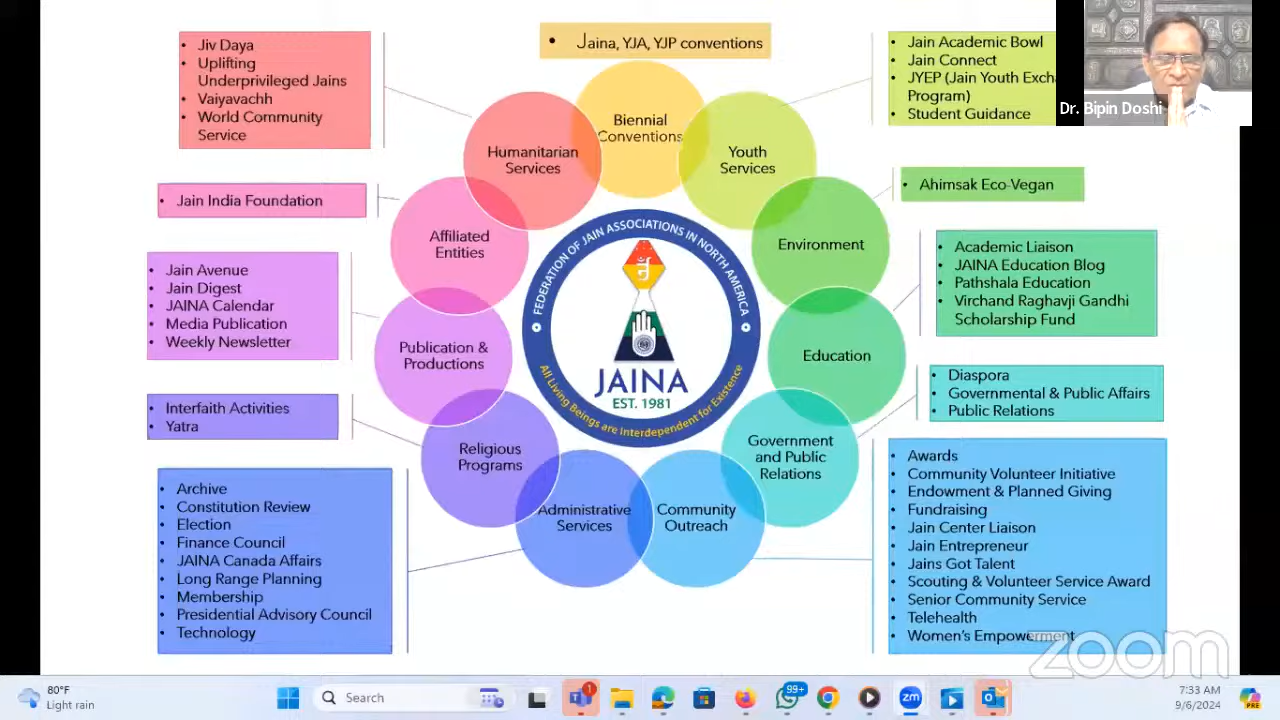 • Jaina, YJA, YJP conventions
• Jiv Daya
• Uplifting
Underprivileged Jains
• Vaiyavachh
• World Community
Service
• Jain Academic Bowl
• Jain Connect
• JYEP (Jain Youth
Program)
• Student Guidance
Dr. Bipin Doshi
Biennial
Conventions
Humanitarian
Services
Youth
Services
• Jain India Foundation
• Ahimsak Eco-Vegan
Affiliated
Entities
Environment
• Jain Avenue
• Jain Digest
• JAINA Calendar
• Media Publication
• Weekly Newsletter
• Academic Liaison
• JAINA Education Blog
• Pathshala Education
• Virchand Raghavji Gandhi
Scholarship Fund
FEDERATION OF JAIN ASSOCIATIONS IN NORTH AMERICA
JAINA
EST. 1981
All Living Beings are Interdependent for Existence
Publication &
Productions
Education
• Diaspora
• Governmental & Public Affairs
• Public Relations
• Interfaith Activities
• Yatra
Religious
Programs
Government
and Public
Relations
Administrative
Services
Community
Outreach
• Archive
• Constitution Review
• Election
• Finance Council
• JAINA Canada Affairs
• Long Range Planning
• Membership
• Presidential Advisory Council
• Technology
• Awards
• Community Volunteer Initiative
• Endowment & Planned Giving
• Fundraising
• Jain Center Liaison
• Jain Entrepreneur
• Jains Got Talent
• Scouting & Volunteer Service Award
• Senior Community Service
• Telehealth
• Women's Empowerment
zoom
80°F
Light rain
Search
1
99+
zm
PRE
7:33 AM
9/6/2024